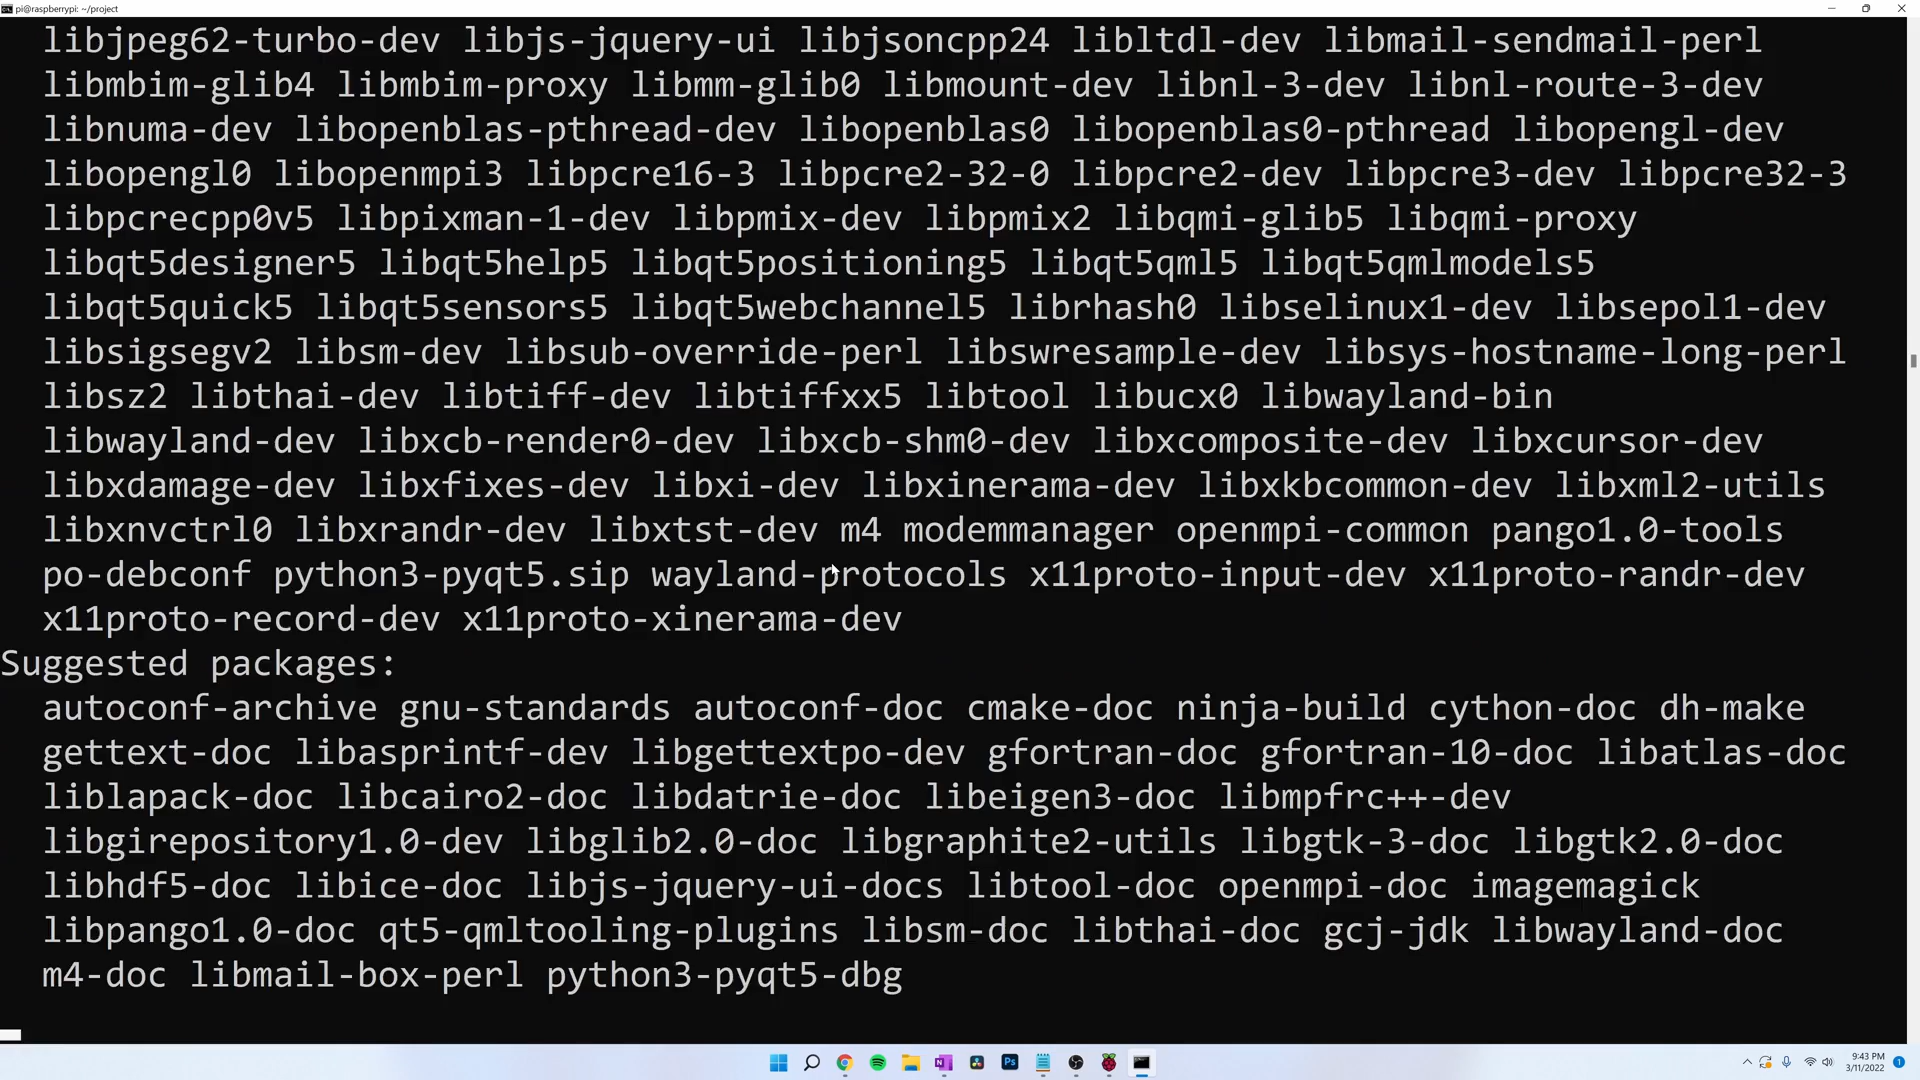 pi@raspberrypi: ~/project
libjpeg62-turbo-dev libjs-jquery-ui libjsoncpp24 libltdl-dev libmail-sendmail-perl
libmbim-glib4 libmbim-proxy libmm-glib0 libmount-dev libnl-3-dev libnl-route-3-dev
libnuma-dev libopenblas-pthread-dev libopenblas0 libopenblas0-pthread libopengl-dev
libopengl0 libopenmpi3 libpcre16-3 libpcre2-32-0 libpcre2-dev libpcre3-dev libpcre32-3
libpcrecpp0v5 libpixman-1-dev libpmix-dev libpmix2 libqmi-glib5 libqmi-proxy
libqt5designer5 libqt5help5 libqt5positioning5 libqt5qml5 libqt5qmlmodels5
libqt5quick5 libqt5sensors5 libqt5webchannel5 librhash0 libselinux1-dev libsepol1-dev
libsigsegv2 libsm-dev libsub-override-perl libswresample-dev libsys-hostname-long-perl
libsz2 libthai-dev libtiff-dev libtiffxx5 libtool libucx0 libwayland-bin
libwayland-dev libxcb-render0-dev libxcb-shm0-dev libxcomposite-dev libxcursor-dev
libxdamage-dev libxfixes-dev libxi-dev libxinerama-dev libxkbcommon-dev libxml2-utils
libxnvctrl0 libxrandr-dev libxtst-dev m4 modemmanager openmpi-common pango1.0-tools
po-debconf python3-pyqt5.sip wayland-protocols x11proto-input-dev x11proto-randr-dev
x11proto-record-dev x11proto-xinerama-dev
Suggested packages:
autoconf-archive gnu-standards autoconf-doc cmake-doc ninja-build cython-doc dh-make
gettext-doc libasprintf-dev libgettextpo-dev gfortran-doc gfortran-10-doc libatlas-doc
liblapack-doc libcairo2-doc libdatrie-doc libeigen3-doc libmpfrc++-dev
libgirepository1.0-dev libglib2.0-doc libgraphite2-utils libgtk-3-doc libgtk2.0-doc
libhdf5-doc libice-doc libjs-jquery-ui-docs libtool-doc openmpi-doc imagemagick
libpango1.0-doc qt5-qmltooling-plugins libsm-doc libthai-doc gcj-jdk libwayland-doc
m4-doc libmail-box-perl python3-pyqt5-dbg
Ps
9:43 PM
3/11/2022
1